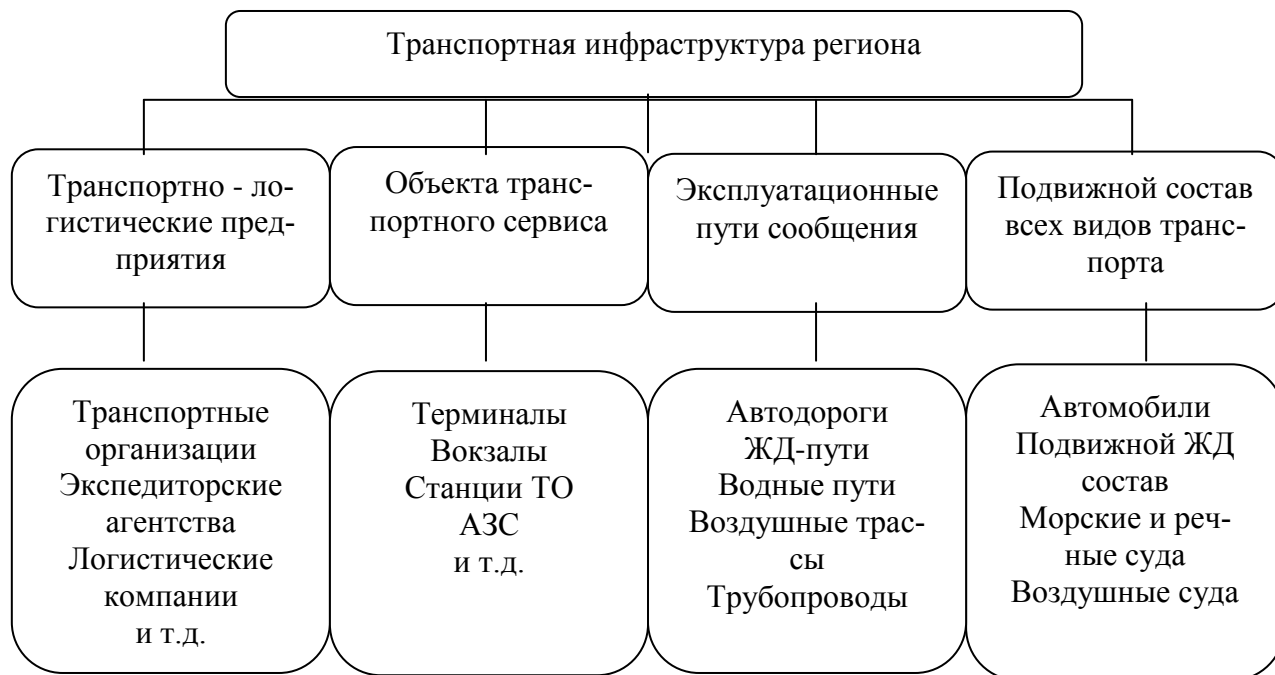 Транспортная инфраструктура региона
Транспортно - ло-
гистические пред-
приятия
Объекта транс-
портного сервиса
Эксплуатационные
пути сообщения
Подвижной состав
всех видов транс-
порта
Транспортные
организации
Экспедиторские
агентства
Логистические
компании
и т.д.
Терминалы
Вокзалы
Станции ТО
АЗС
и т.д.
Автодороги
ЖД-пути
Водные пути
Воздушные трас-
сы
Трубопроводы
Автомобили
Подвижной ЖД
состав
Морские и реч-
ные суда
Воздушные суда